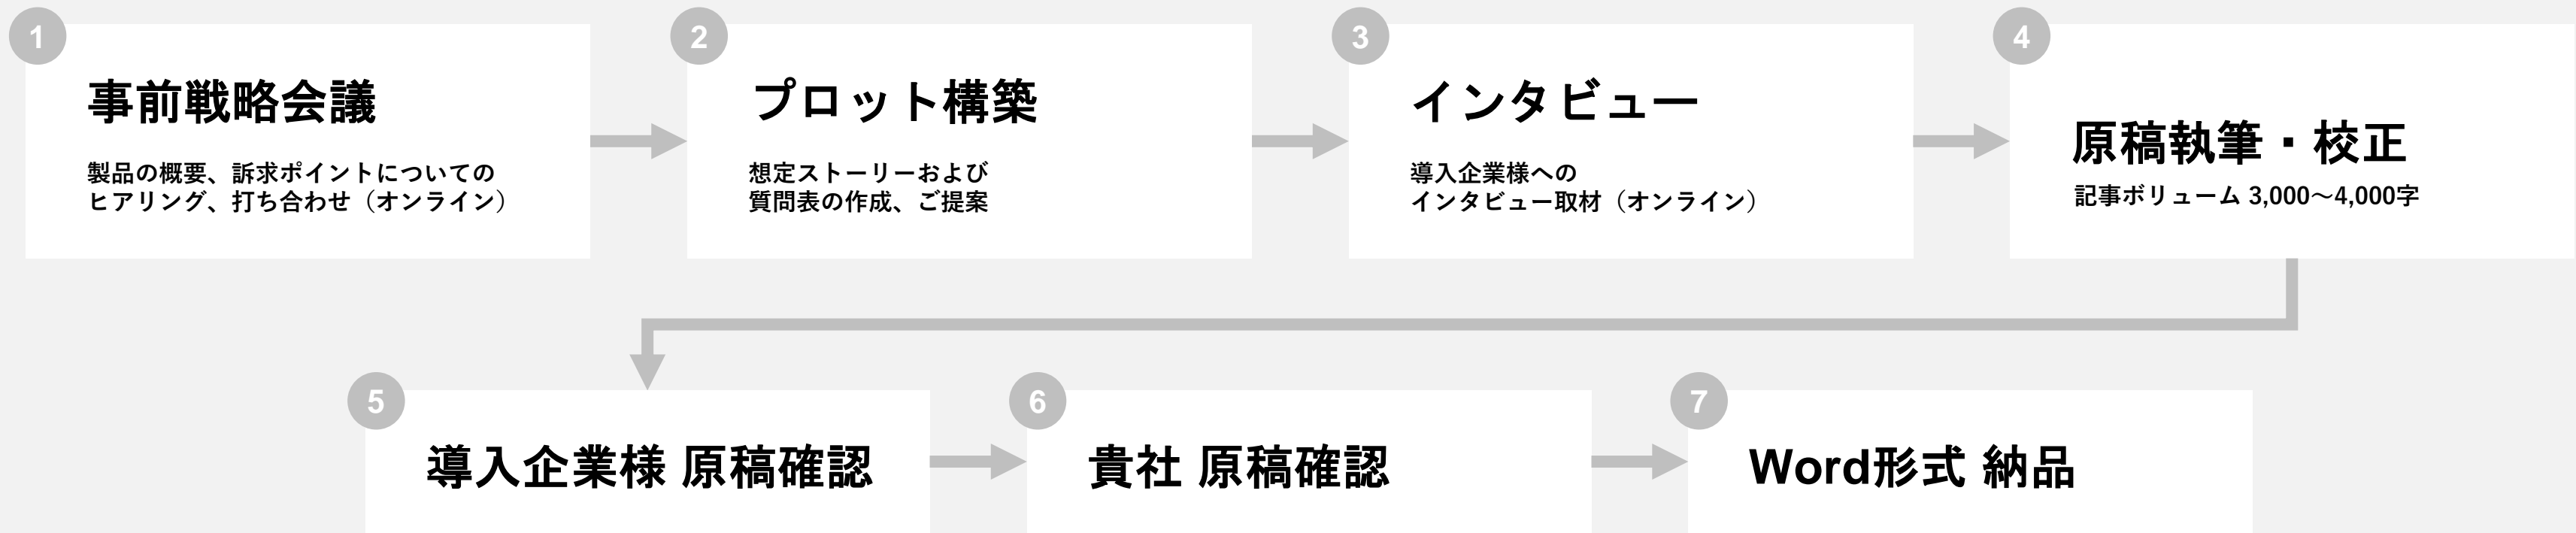 1
事前戦略会議
製品の概要、訴求ポイントについての
ヒアリング、打ち合わせ（オンライン）
2
プロット構築
想定ストーリーおよび
質問表の作成、ご提案
3
インタビュー
導入企業様への
インタビュー取材（オンライン）
4
原稿執筆・校正
記事ボリューム 3,000〜4,000字
5
導入企業様 原稿確認
6
貴社 原稿確認
7
Word形式 納品